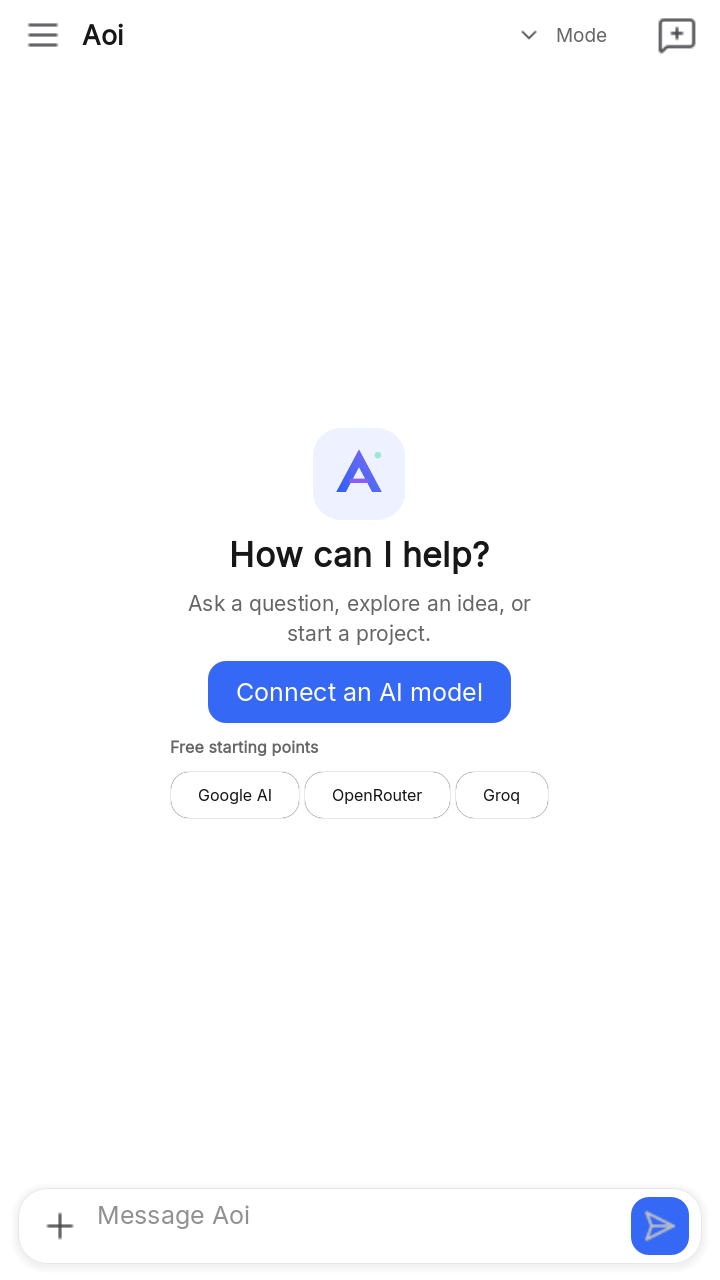 Aoi
Mode
How can I help?
Ask a question, explore an idea, or
start a project.
Connect an AI model
Free starting points
Google AI
OpenRouter
Groq
Message Aoi